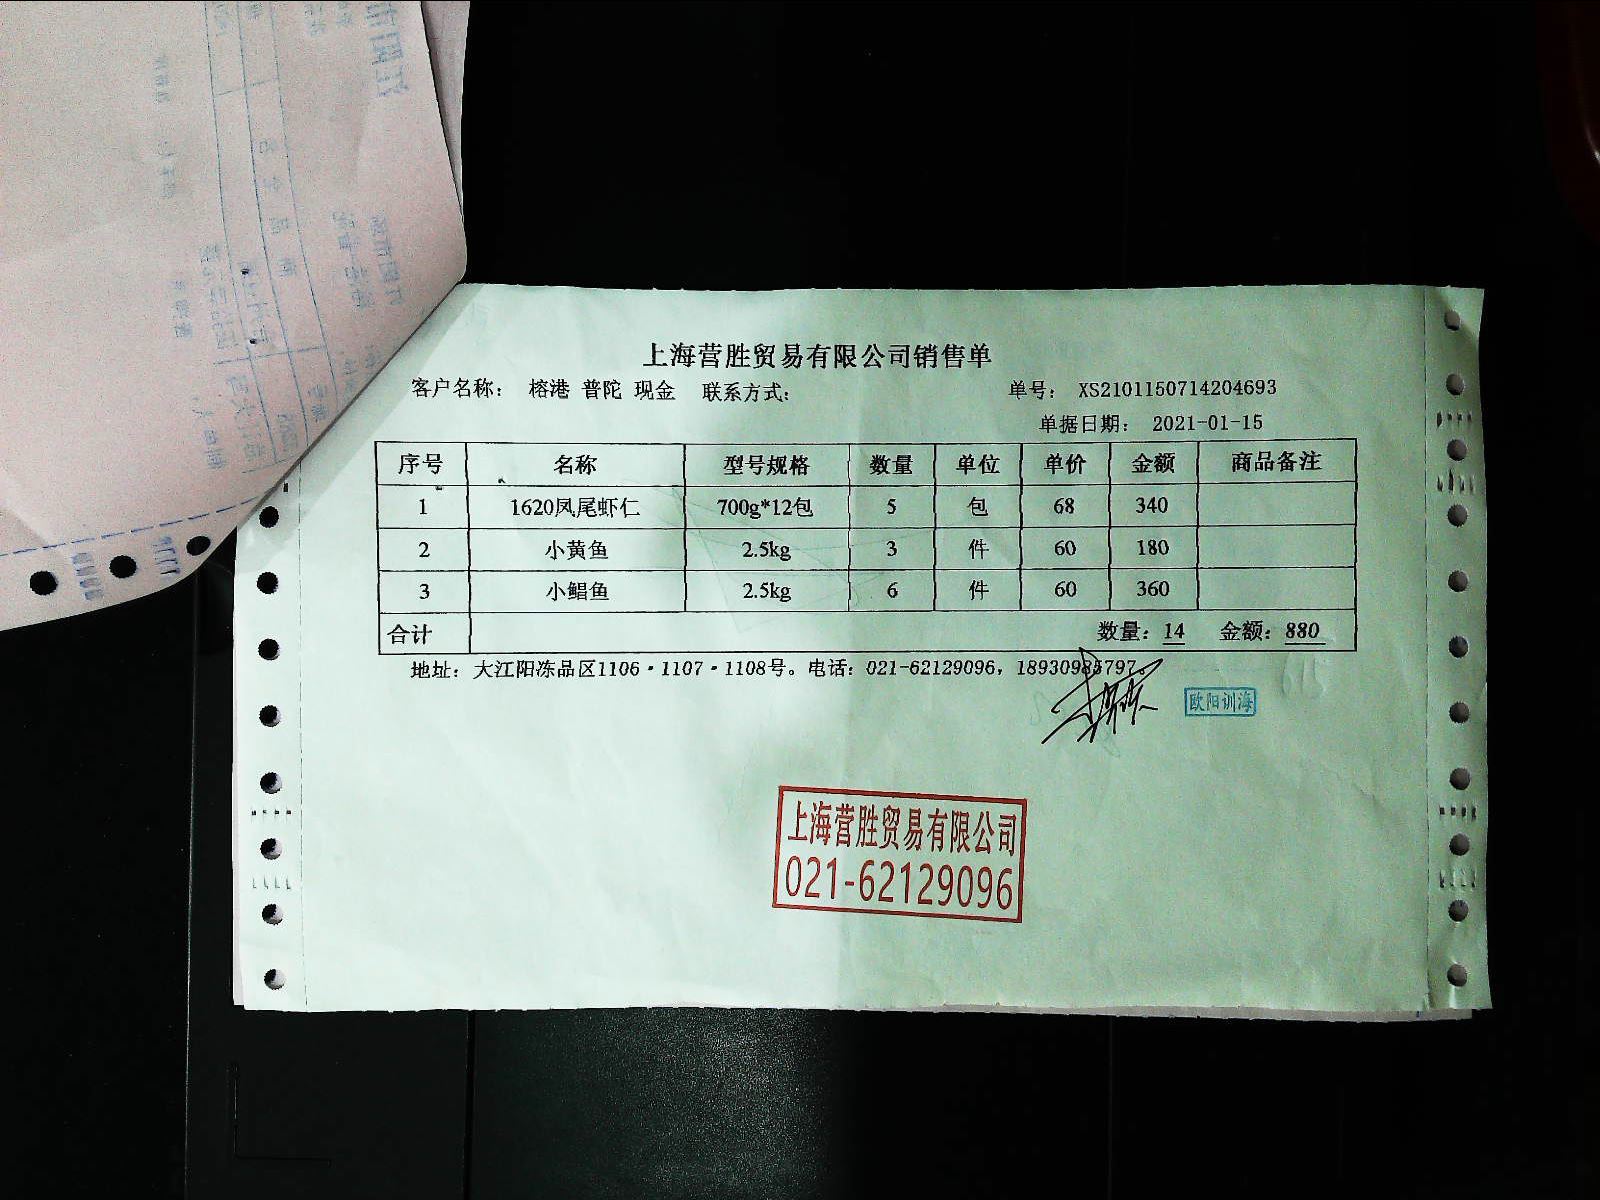 上海营胜贸易有限公司销售单
客户名称： 榕港 普陀 现金 联系方式： 单号： XS2101150714204693
单据日期： 2021-01-15
序号 名称 型号规格 数量 单位 单价 金额 商品备注
1 1620凤尾虾仁 700g*12包 5 包 68 340
2 小黄鱼 2.5kg 3 件 60 180
3 小鲳鱼 2.5kg 6 件 60 360
合计 数量：14 金额：880
地址：大江阳冻品区1106·1107·1108号。电话：021-62129096，18930985797。
欧阳训海
上海营胜贸易有限公司
021-62129096